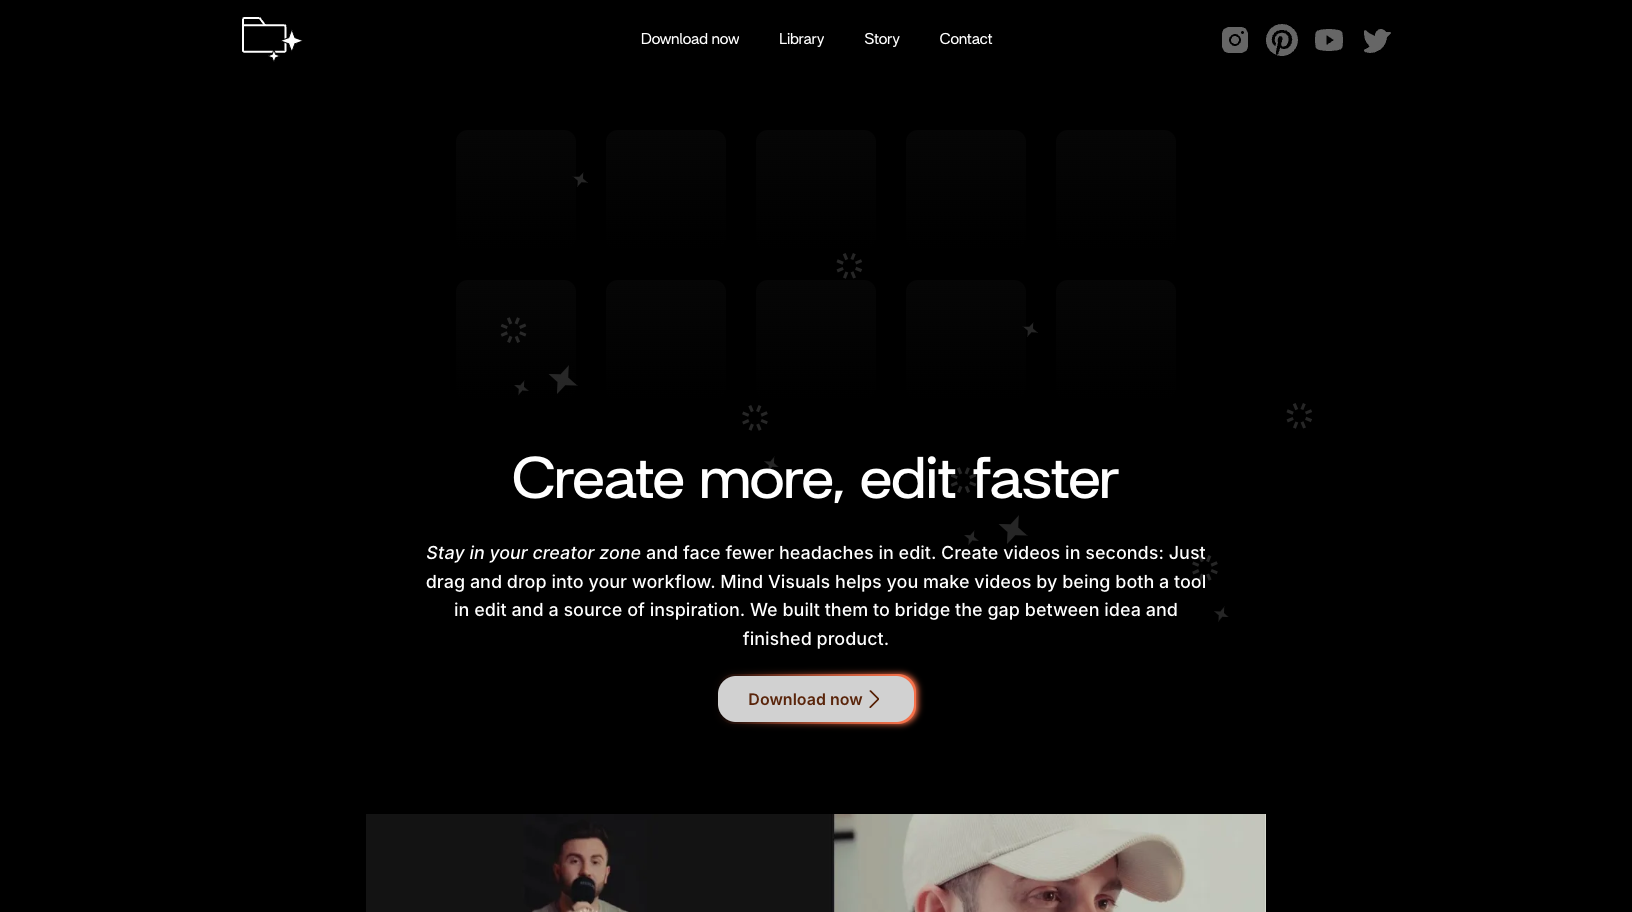 Download now
Library
Story
Contact
Create more, edit faster
Stay in your creator zone and face fewer headaches in edit. Create videos in seconds: Just
drag and drop into your workflow. Mind Visuals helps you make videos by being both a tool
in edit and a source of inspiration. We built them to bridge the gap between idea and
finished product.
Download now